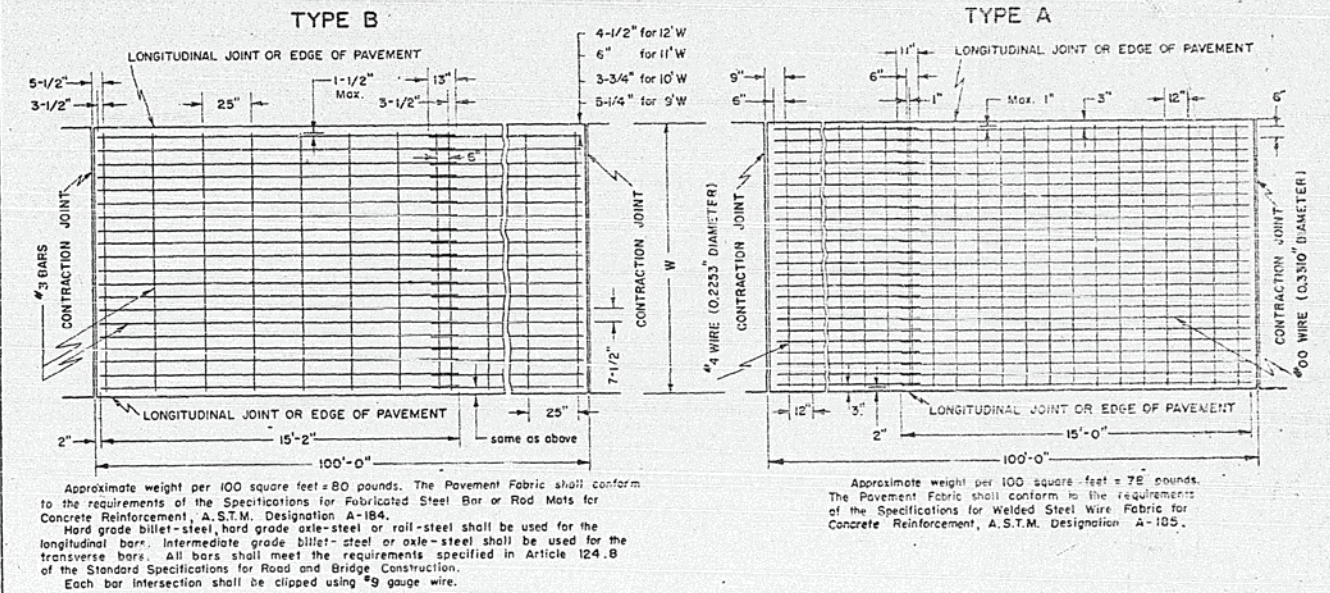 TYPE B
LONGITUDINAL JOINT OR EDGE OF PAVEMENT
5-1/2"
3-1/2"
25"
1-1/2"
Max.
13"
3-1/2"
4-1/2" for 12'W
6" for 11'W
3-3/4" for 10'W
5-1/4" for 9'W
6"
#3 BARS
CONTRACTION JOINT
CONTRACTION JOINT
W
7-1/2"
25"
LONGITUDINAL JOINT OR EDGE OF PAVEMENT
2"
15'-2"
same as above
100'-0"
Approximate weight per 100 square feet = 80 pounds. The Pavement Fabric shall conform
to the requirements of the Specifications for Fabricated Steel Bar or Rod Mats for
Concrete Reinforcement, A.S.T.M. Designation A-184.
Hard grade billet-steel, hard grade axle-steel or rail-steel shall be used for the
longitudinal bars. Intermediate grade billet-steel or axle-steel shall be used for the
transverse bars. All bars shall meet the requirements specified in Article 124.8
of the Standard Specifications for Road and Bridge Construction.
Each bar intersection shall be clipped using #9 gauge wire.
TYPE A
LONGITUDINAL JOINT OR EDGE OF PAVEMENT
9"
6"
11"
6"
1"
Max. 1"
3"
12"
6"
#4 WIRE (0.2253" DIAMETER)
CONTRACTION JOINT
CONTRACTION JOINT
#00 WIRE (0.3310" DIAMETER)
12"
3"
2"
LONGITUDINAL JOINT OR EDGE OF PAVEMENT
15'-0"
100'-0"
Approximate weight per 100 square feet = 78 pounds.
The Pavement Fabric shall conform to the requirements
of the Specifications for Welded Steel Wire Fabric for
Concrete Reinforcement, A.S.T.M. Designation A-185.